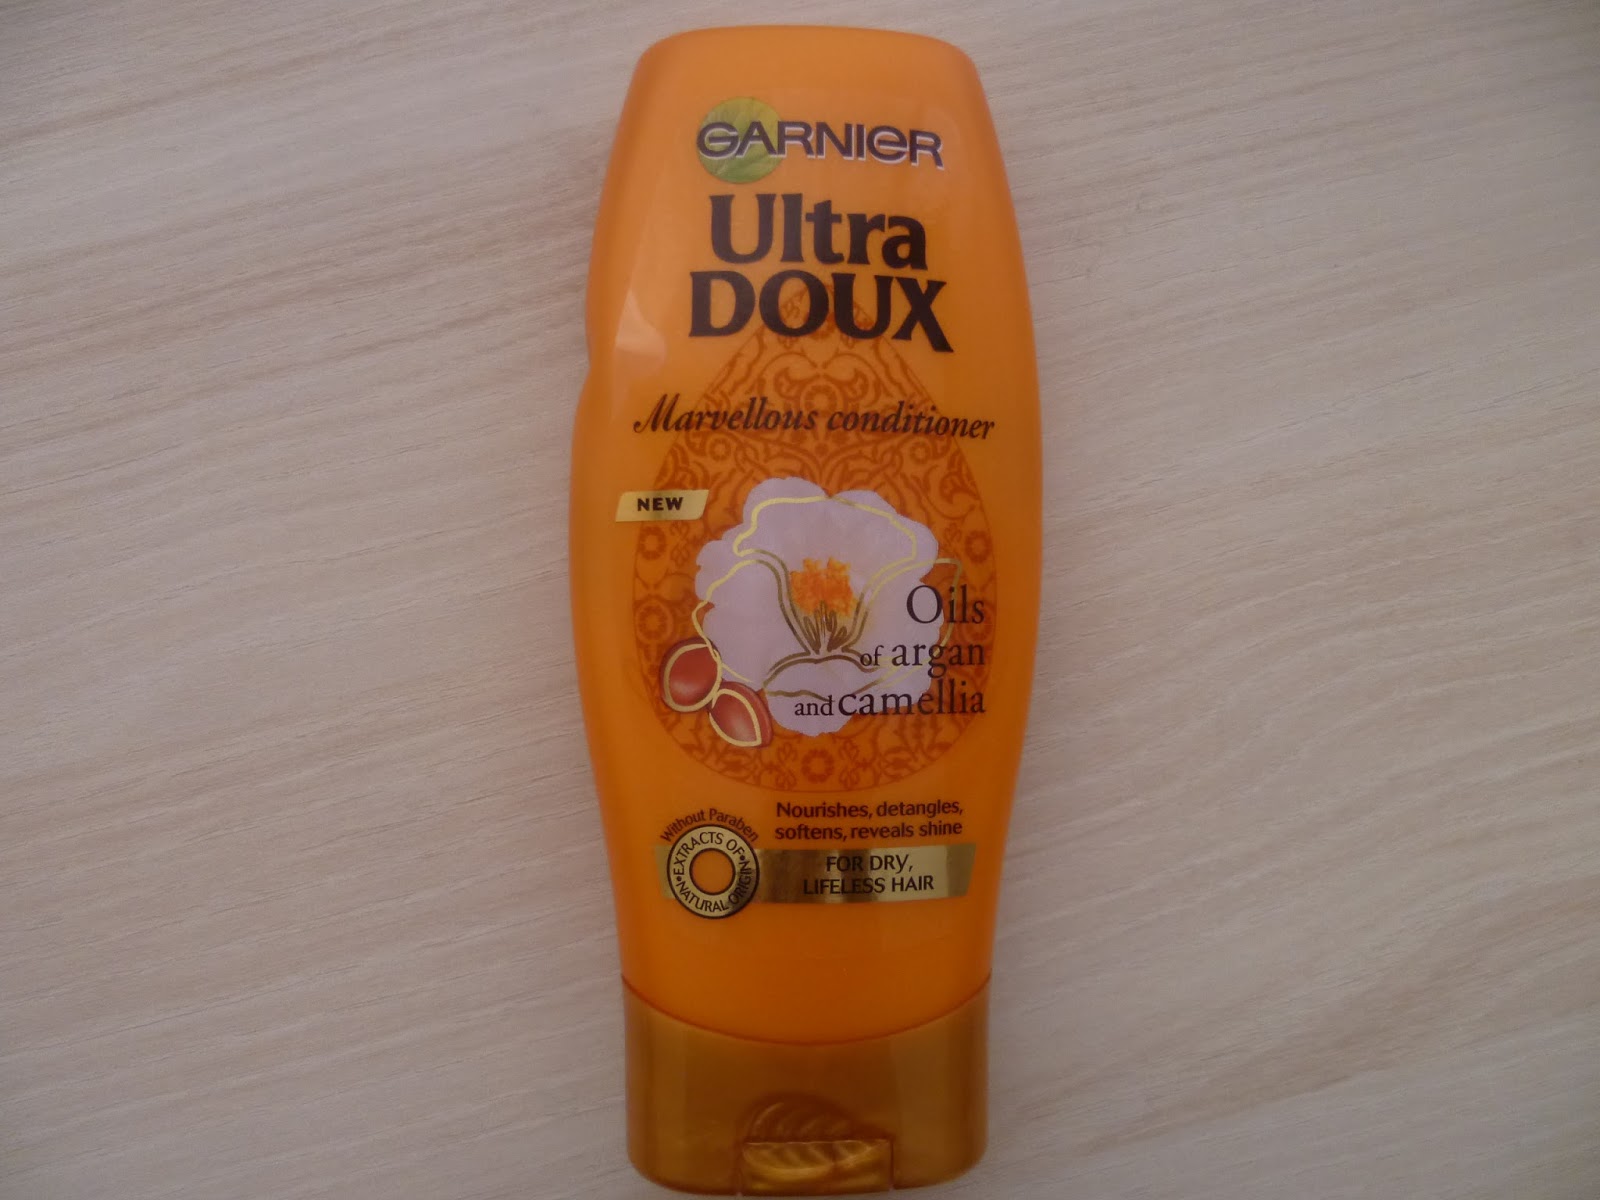 GARNIER
Ultra
DOUX
Marvellous conditioner
NEW
Oils
of argan
and camellia
Nourishes, detangles,
softens, reveals shine
Without Paraben
EXTRACTS OF
NATURAL ORIGIN
FOR DRY,
LIFELESS HAIR